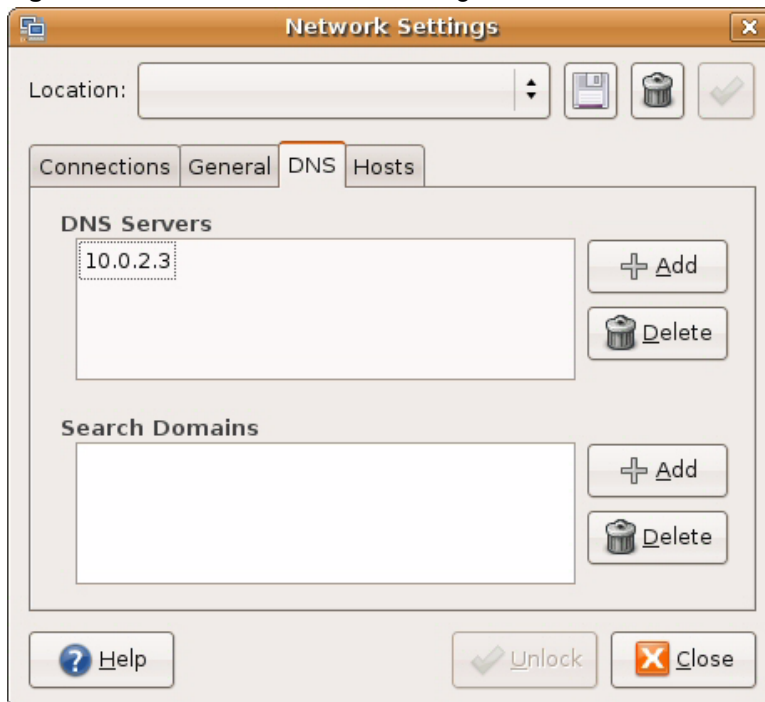 Network Settings
Location:
Connections General DNS Hosts
DNS Servers
10.0.2.3
Add
Delete
Search Domains
Add
Delete
Help
Unlock
Close